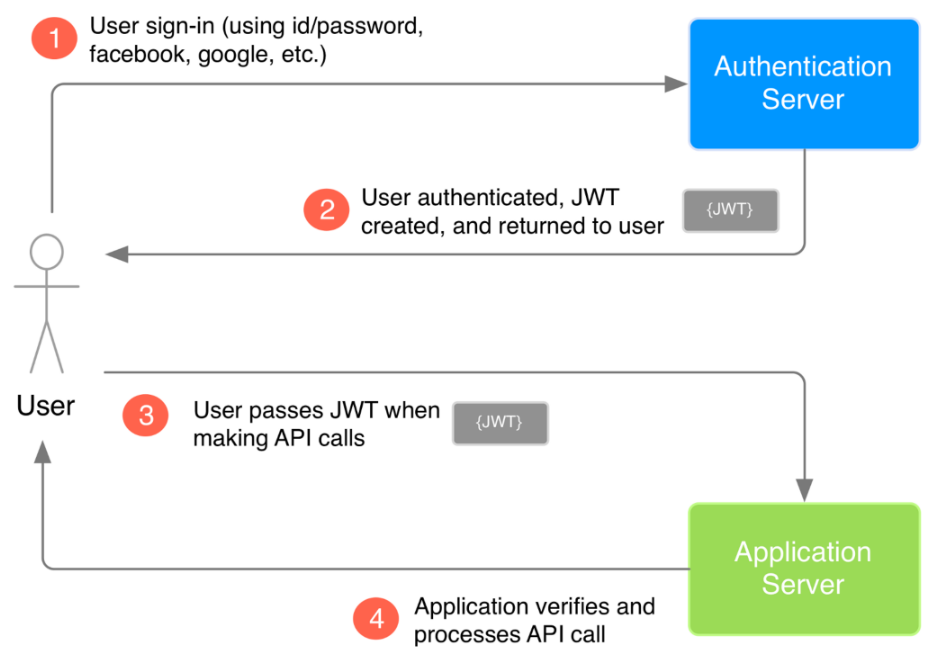 1
User sign-in (using id/password,
facebook, google, etc.)
Authentication
Server
2
User authenticated, JWT
created, and returned to user
{JWT}
User
3
User passes JWT when
making API calls
{JWT}
Application
Server
4
Application verifies and
processes API call